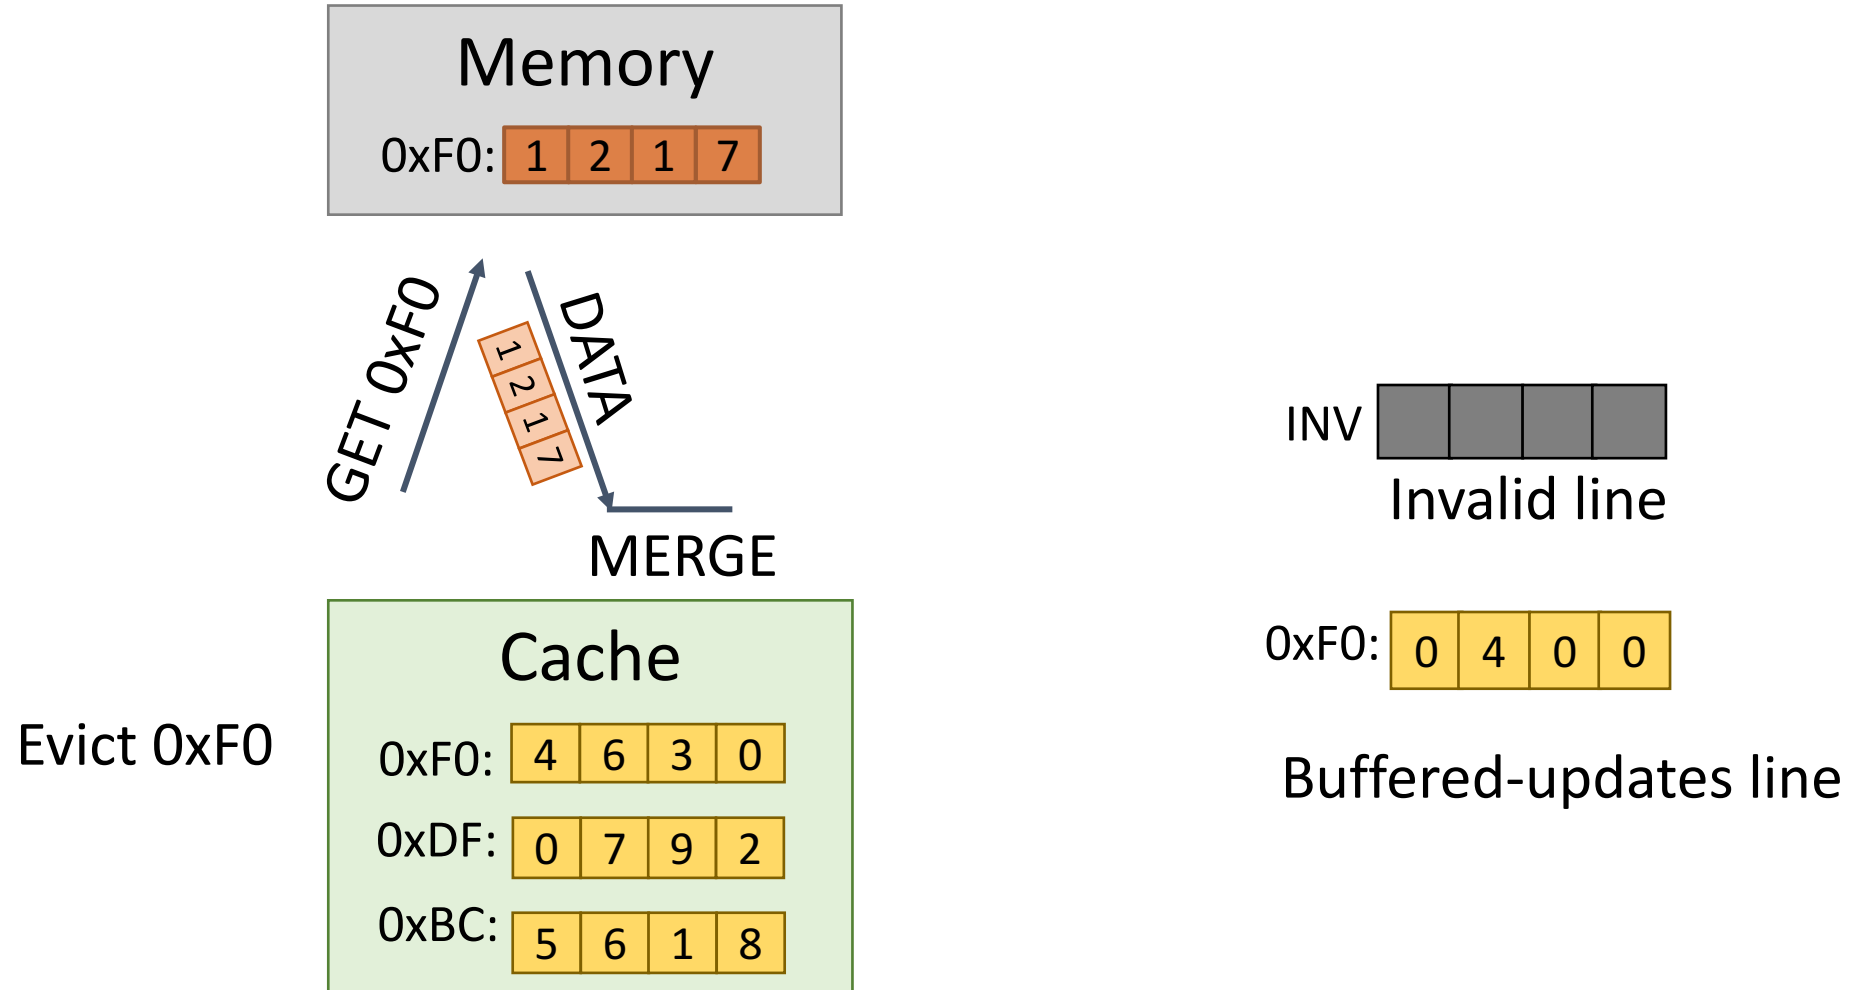 Memory
0xF0: 1 2 1 7
GET 0xF0
1 2 1 7
DATA
MERGE
Cache
Evict 0xF0
0xF0: 4 6 3 0
0xDF: 0 7 9 2
0xBC: 5 6 1 8
INV
Invalid line
0xF0: 0 4 0 0
Buffered-updates line